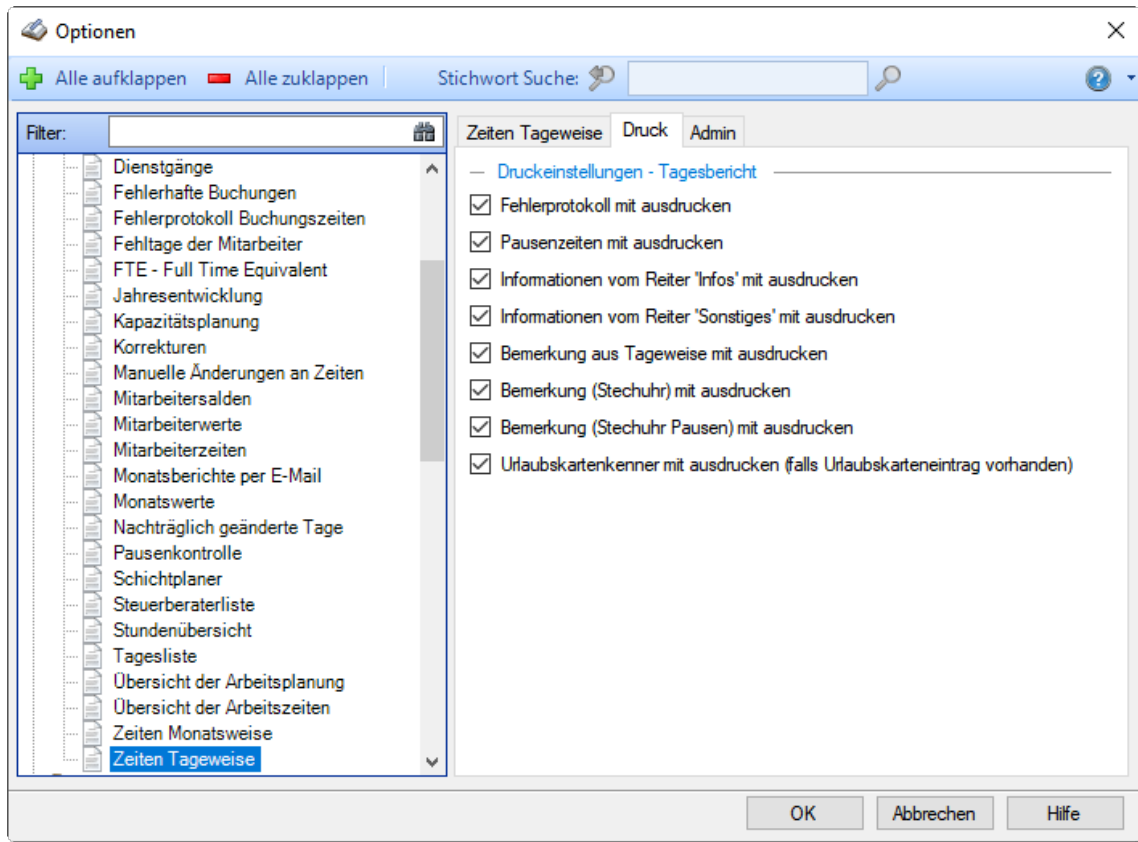 Optionen
Alle aufklappen Alle zuklappen Stichwort Suche:
Filter:
Dienstgänge
Fehlerhafte Buchungen
Fehlerprotokoll Buchungszeiten
Fehltage der Mitarbeiter
FTE - Full Time Equivalent
Jahresentwicklung
Kapazitätsplanung
Korrekturen
Manuelle Änderungen an Zeiten
Mitarbeitersalden
Mitarbeiterwerte
Mitarbeiterzeiten
Monatsberichte per E-Mail
Monatswerte
Nachträglich geänderte Tage
Pausenkontrolle
Schichtplaner
Steuerberaterliste
Stundenübersicht
Tagesliste
Übersicht der Arbeitsplanung
Übersicht der Arbeitszeiten
Zeiten Monatsweise
Zeiten Tageweise
Zeiten Tageweise Druck Admin
Druckeinstellungen - Tagesbericht
Fehlerprotokoll mit ausdrucken
Pausenzeiten mit ausdrucken
Informationen vom Reiter 'Infos' mit ausdrucken
Informationen vom Reiter 'Sonstiges' mit ausdrucken
Bemerkung aus Tageweise mit ausdrucken
Bemerkung (Stechuhr) mit ausdrucken
Bemerkung (Stechuhr Pausen) mit ausdrucken
Urlaubskartenkenner mit ausdrucken (falls Urlaubskarteneintrag vorhanden)
OK Abbrechen Hilfe